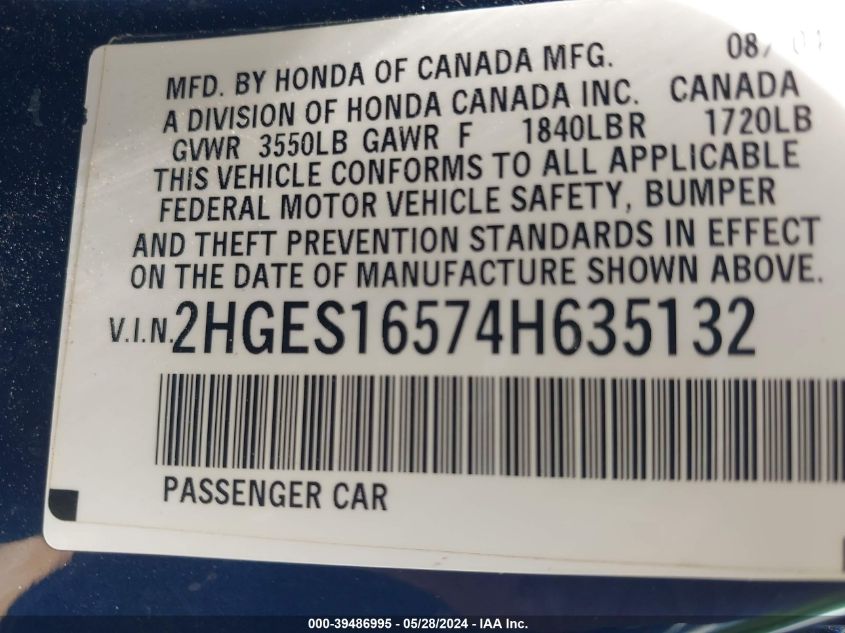 08/04
MFD. BY HONDA OF CANADA MFG.
A DIVISION OF HONDA CANADA INC. CANADA
GVWR 3550LB GAWR F 1840LBR 1720LB
THIS VEHICLE CONFORMS TO ALL APPLICABLE
FEDERAL MOTOR VEHICLE SAFETY, BUMPER
AND THEFT PREVENTION STANDARDS IN EFFECT
ON THE DATE OF MANUFACTURE SHOWN ABOVE.
V.I.N. 2HGES16574H635132
PASSENGER CAR
000-39486995 - 05/28/2024 - IAA Inc.